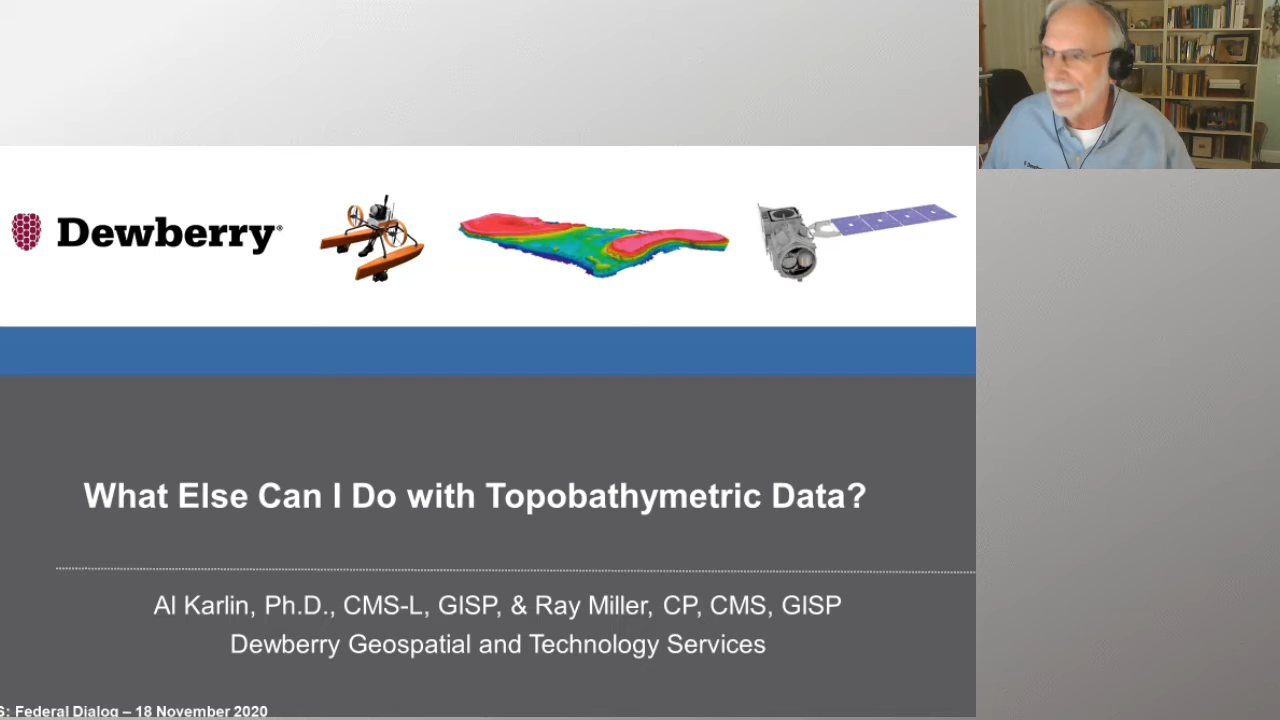 Dewberry®
What Else Can I Do with Topobathymetric Data?
Al Karlin, Ph.D., CMS-L, GISP, & Ray Miller, CP, CMS, GISP
Dewberry Geospatial and Technology Services
S: Federal Dialog – 18 November 2020